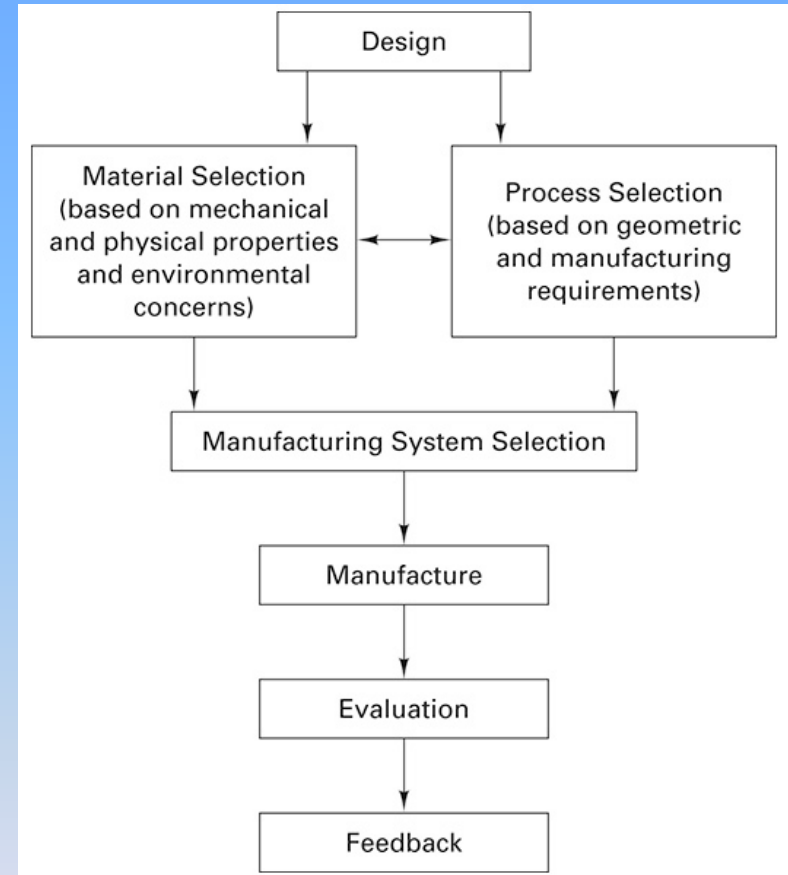 Design
Material Selection
(based on mechanical
and physical properties
and environmental
concerns)
Process Selection
(based on geometric
and manufacturing
requirements)
Manufacturing System Selection
Manufacture
Evaluation
Feedback